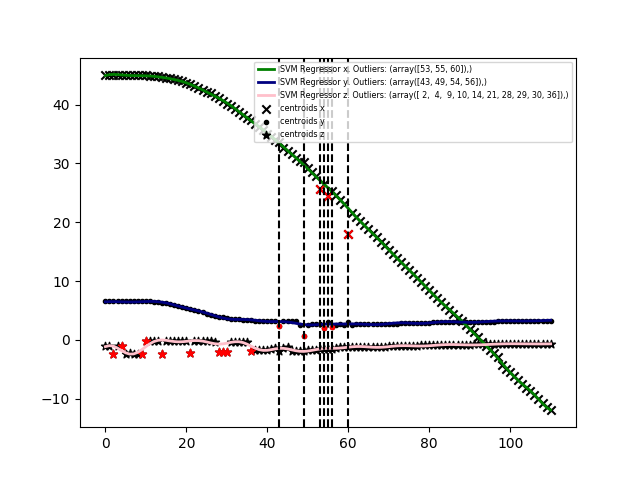 SVM Regressor x. Outliers: (array([53, 55, 60]),)
SVM Regressor y. Outliers: (array([43, 49, 54, 56]),)
SVM Regressor z. Outliers: (array([ 2,  4,  9, 10, 14, 21, 28, 29, 30, 36]),)
centroids x
centroids y
centroids z
40
30
20
10
0
−10
0 20 40 60 80 100